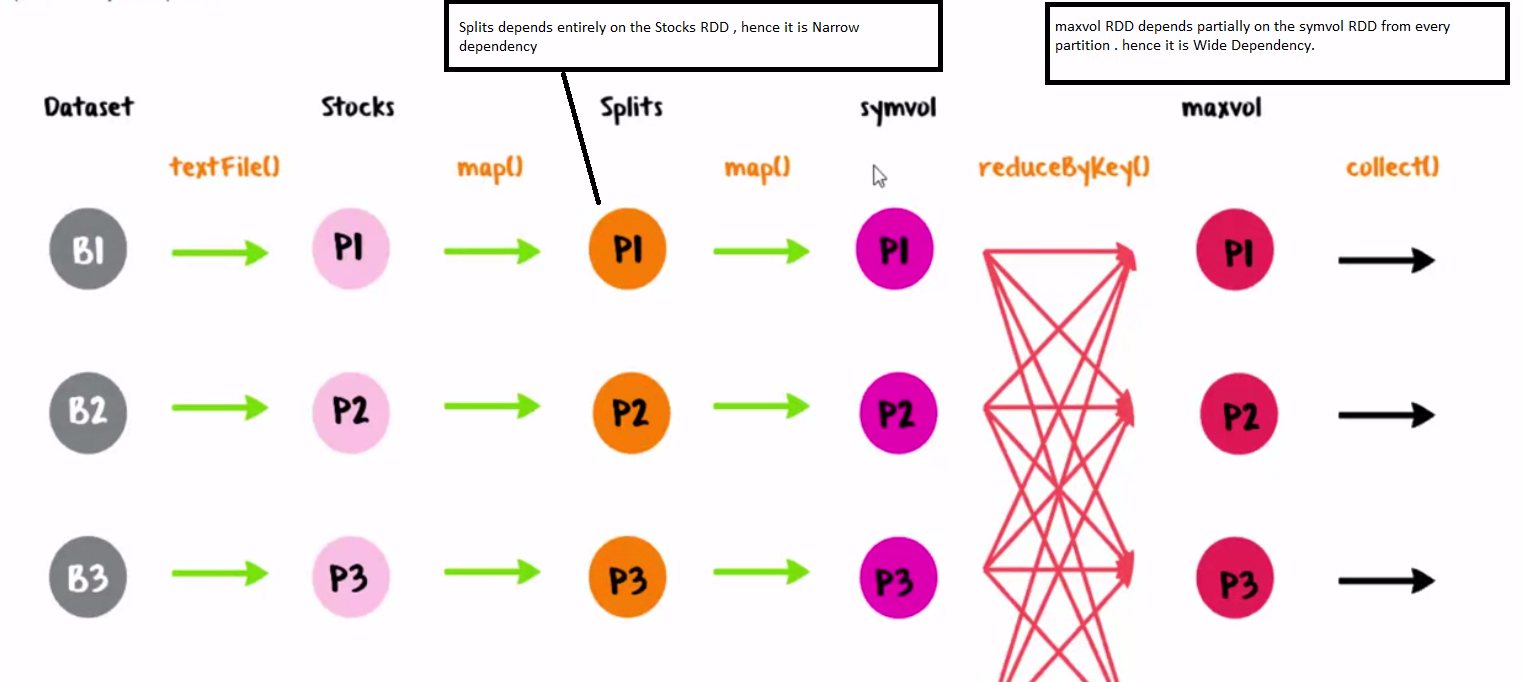 Splits depends entirely on the Stocks RDD , hence it is Narrow
dependency
maxvol RDD depends partially on the symvol RDD from every
partition . hence it is Wide Dependency.
Dataset Stocks Splits symvol maxvol
textFile() map() map() reduceByKey() collect()
B1 P1 P1 P1 P1
B2 P2 P2 P2 P2
B3 P3 P3 P3 P3